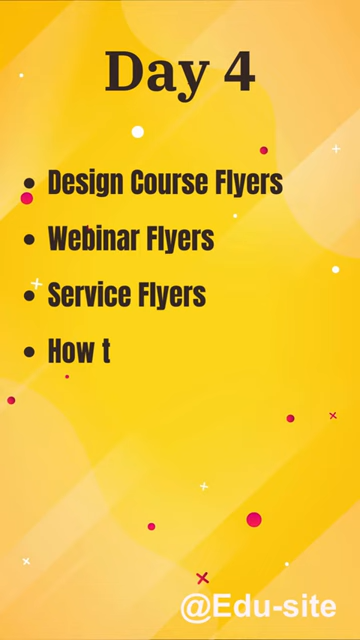 Day 4
• Design Course Flyers
• Webinar Flyers
• Service Flyers
• How t
@Edu-site